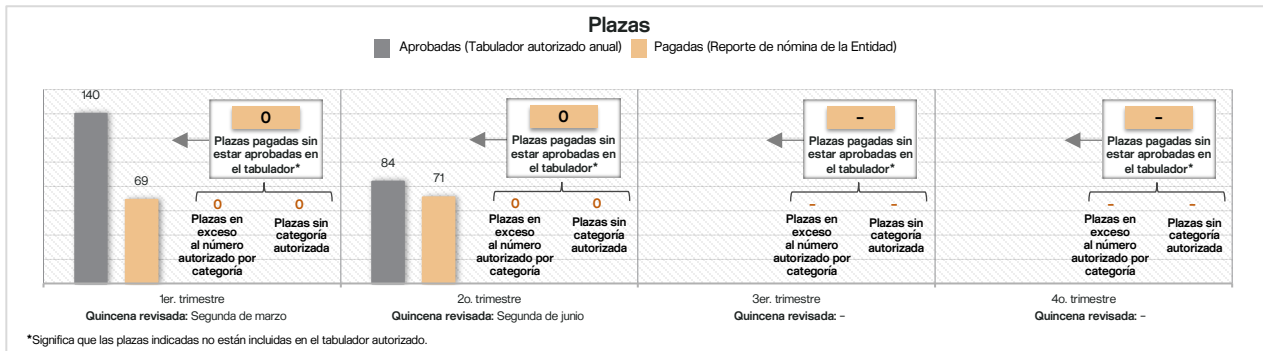 Plazas
Aprobadas (Tabulador autorizado anual)
Pagadas (Reporte de nómina de la Entidad)
140
69
0
Plazas pagadas sin
estar aprobadas en
el tabulador*
0
Plazas en
exceso
al número
autorizado por
categoría
0
Plazas sin
categoría
autorizada
1er. trimestre
Quincena revisada: Segunda de marzo
84
71
0
Plazas pagadas sin
estar aprobadas en
el tabulador*
0
Plazas en
exceso
al número
autorizado por
categoría
0
Plazas sin
categoría
autorizada
2o. trimestre
Quincena revisada: Segunda de junio
-
Plazas pagadas sin
estar aprobadas en
el tabulador*
-
Plazas en
exceso
al número
autorizado por
categoría
-
Plazas sin
categoría
autorizada
3er. trimestre
Quincena revisada: -
-
Plazas pagadas sin
estar aprobadas en
el tabulador*
-
Plazas en
exceso
al número
autorizado por
categoría
-
Plazas sin
categoría
autorizada
4o. trimestre
Quincena revisada: -
*Significa que las plazas indicadas no están incluidas en el tabulador autorizado.